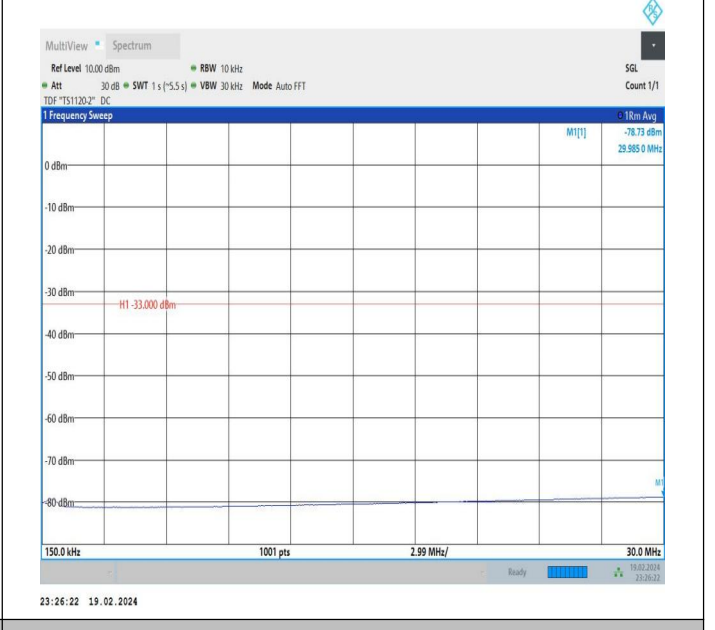 MultiView Spectrum
Ref Level 10.00 dBm RBW 10 kHz SGL
Att 30 dB SWT 1 s (~5.5 s) VBW 30 kHz Mode Auto FFT Count 1/1
TDF "TS1120-2" DC
1 Frequency Sweep 1Rm Avg
M1[1] -78.73 dBm
29.985 0 MHz
0 dBm
-10 dBm
-20 dBm
-30 dBm
H1 -33.000 dBm
-40 dBm
-50 dBm
-60 dBm
-70 dBm
M1
-80 dBm
150.0 kHz 1001 pts 2.99 MHz/ 30.0 MHz
Ready 19.02.2024
23:26:22
23:26:22 19.02.2024